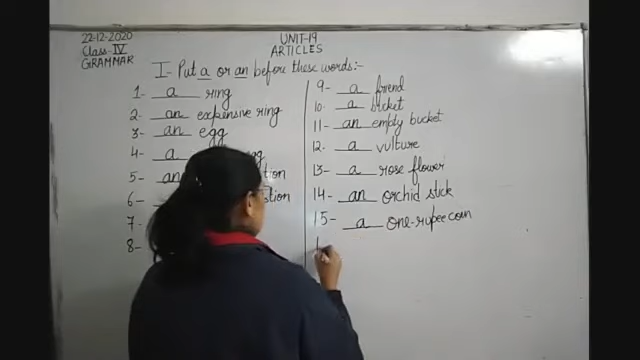 22-12-2020
Class-IV
GRAMMAR
UNIT-19
ARTICLES
I- Put a or an before these words:-
1- a ring
2- an expensive ring
3- an egg
4- a
5- an tion
6- stion
7-
8-
9- a friend
10- a bucket
11- an empty bucket
12- a vulture
13- a rose flower
14- an orchid stick
15- a one-rupee coin